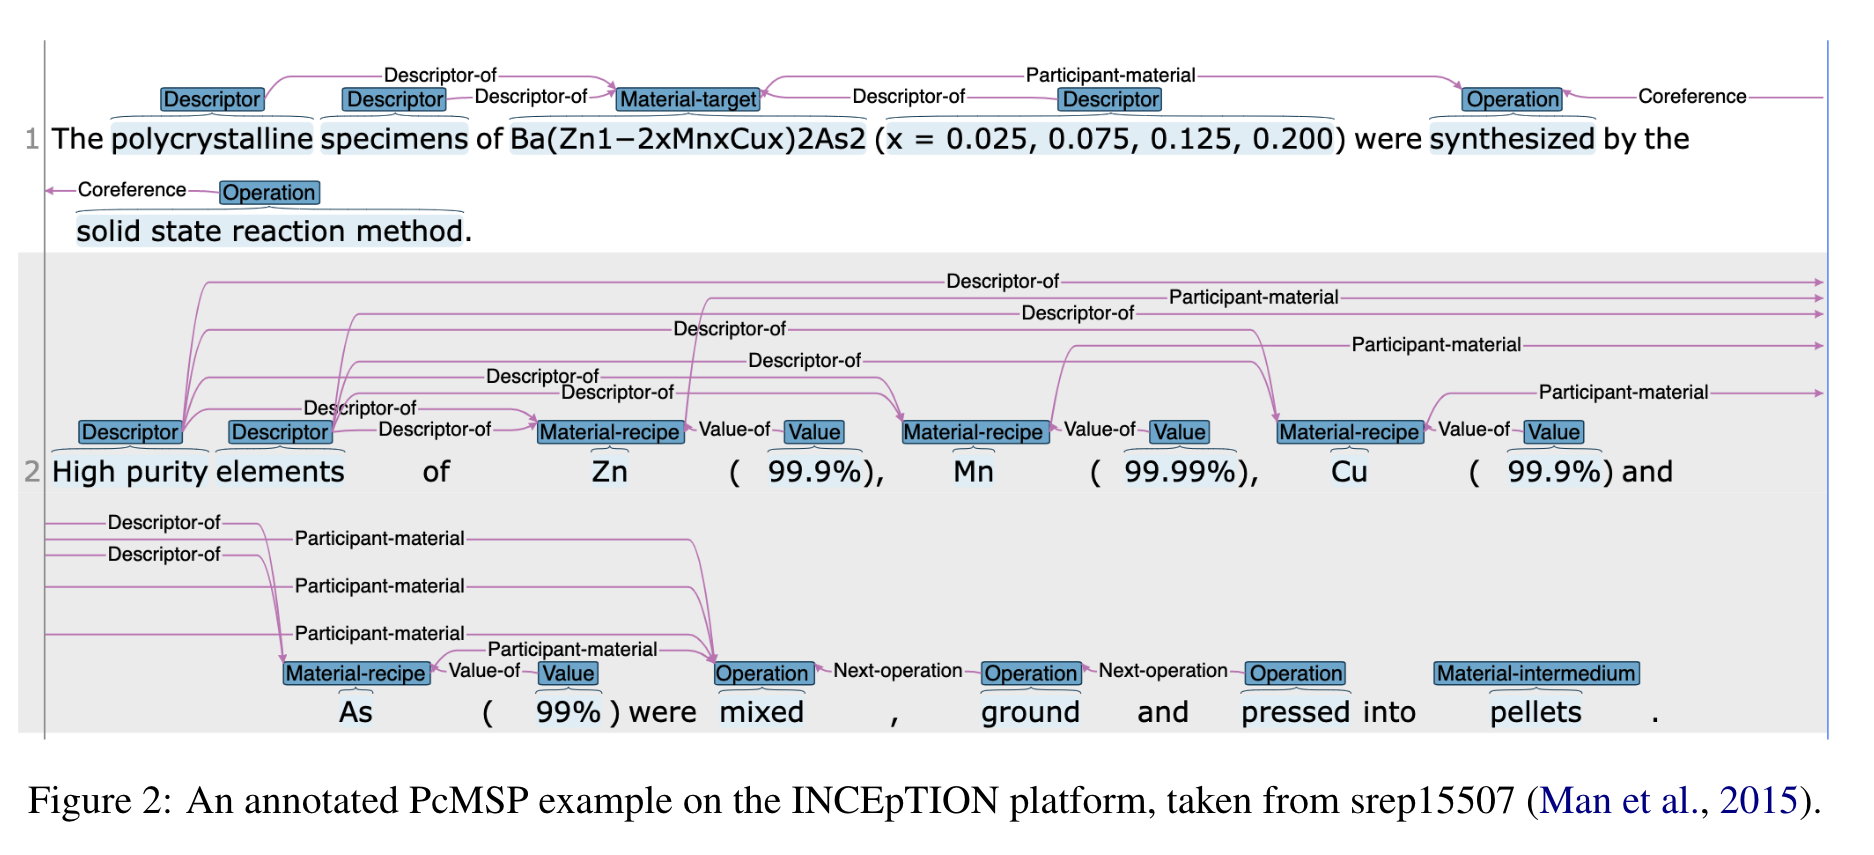 Descriptor-of Participant-material
Descriptor Descriptor Descriptor-of Material-target Descriptor-of Descriptor Operation Coreference
1 The polycrystalline specimens of Ba(Zn1−2xMnxCux)2As2 (x = 0.025, 0.075, 0.125, 0.200) were synthesized by the
Coreference Operation
solid state reaction method.
Descriptor-of
Participant-material
Descriptor-of
Descriptor-of
Participant-material
Descriptor-of
Descriptor-of
Descriptor-of Participant-material
Descriptor-of
Descriptor Descriptor Descriptor-of Material-recipe Value-of Value Material-recipe Value-of Value Material-recipe Value-of Value
2 High purity elements of Zn ( 99.9%), Mn ( 99.99%), Cu ( 99.9%) and
Descriptor-of
Participant-material
Descriptor-of
Participant-material
Participant-material
Participant-material
Material-recipe Value-of Value Operation Next-operation Operation Next-operation Operation Material-intermedium
As ( 99% ) were mixed , ground and pressed into pellets .
Figure 2: An annotated PcMSP example on the INCEpTION platform, taken from srep15507 (Man et al., 2015).